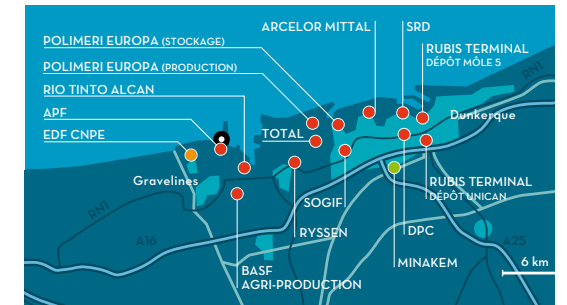 ARCELOR MITTAL
SRD
POLIMERI EUROPA (STOCKAGE)
RUBIS TERMINAL
DÉPÔT MÔLE 5
POLIMERI EUROPA (PRODUCTION)
RN1
RIO TINTO ALCAN
APF
Dunkerque
EDF CNPE
TOTAL
Gravelines
RUBIS TERMINAL
DÉPÔT UNICAN
SOGIF
RN1
RYSSEN
DPC
A16
A25
MINAKEM
6 km
BASF
AGRI-PRODUCTION